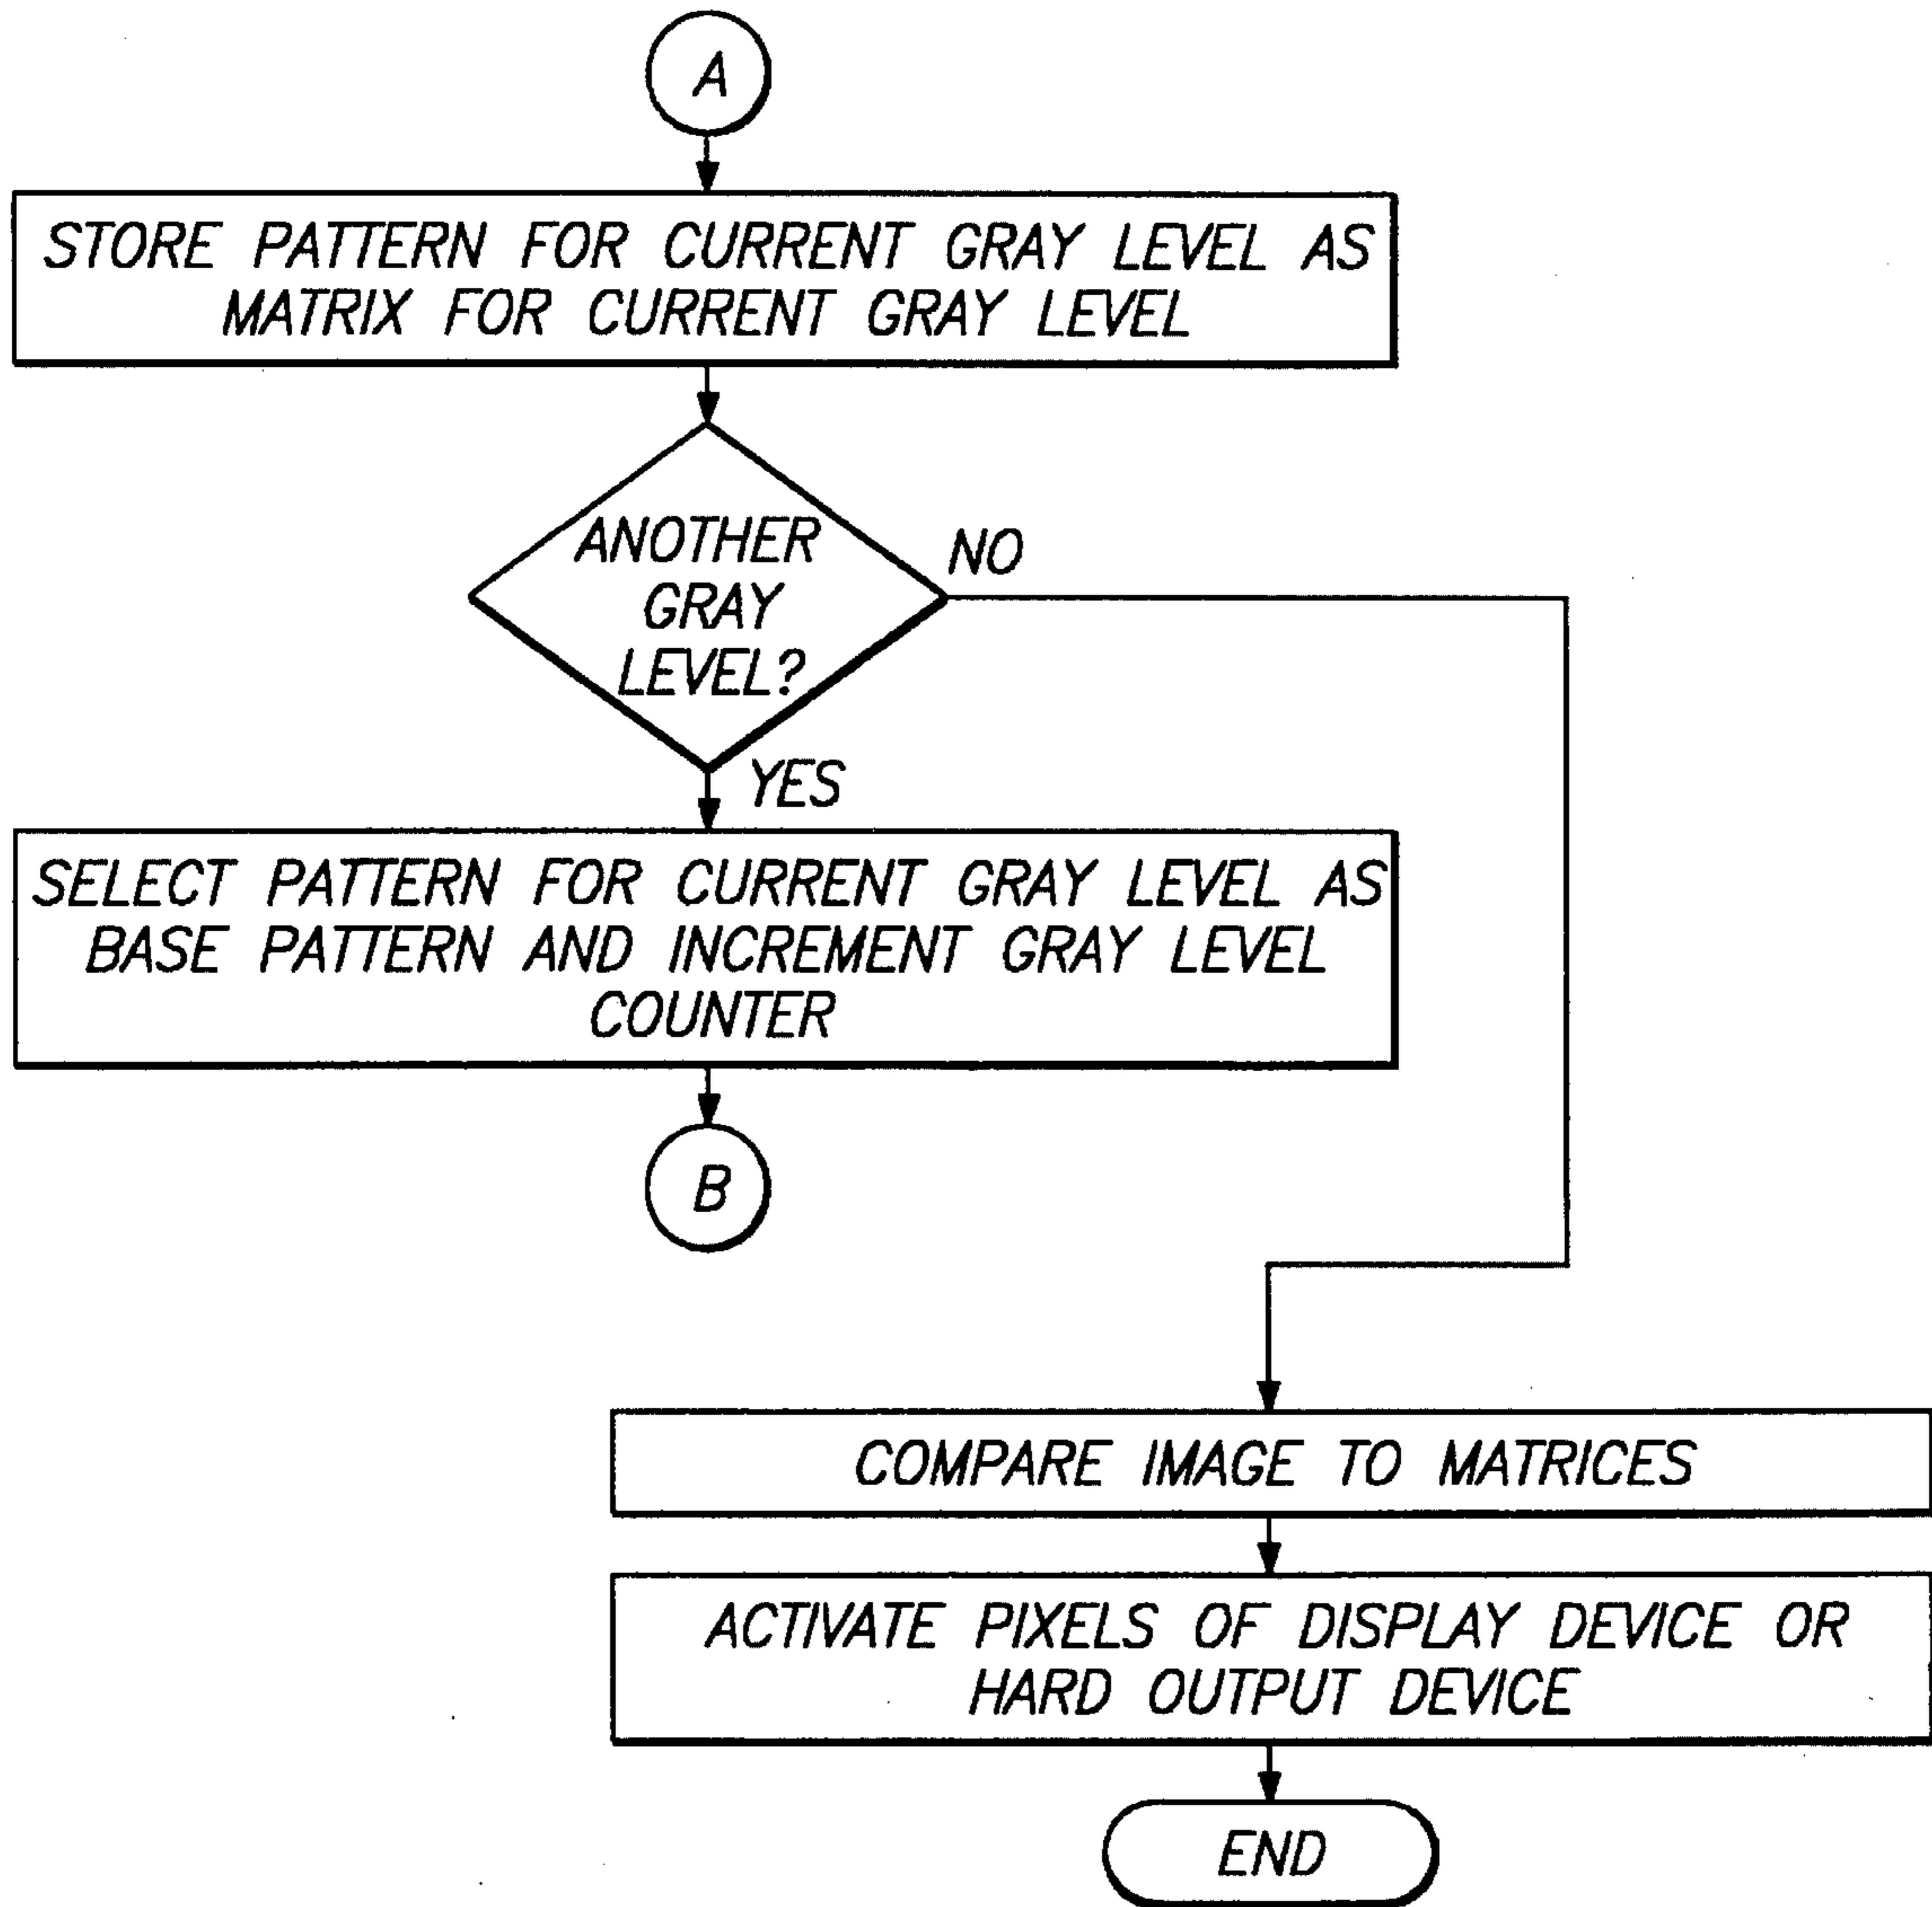 A
STORE PATTERN FOR CURRENT GRAY LEVEL AS
MATRIX FOR CURRENT GRAY LEVEL
ANOTHER
GRAY
LEVEL?
NO
YES
SELECT PATTERN FOR CURRENT GRAY LEVEL AS
BASE PATTERN AND INCREMENT GRAY LEVEL
COUNTER
B
COMPARE IMAGE TO MATRICES
ACTIVATE PIXELS OF DISPLAY DEVICE OR
HARD OUTPUT DEVICE
END